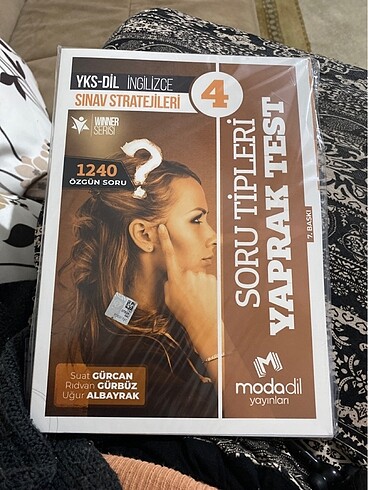 YKS-DİL İNGİLİZCE
SINAV STRATEJİLERİ
4
WINNER
SERİSİ
1240
ÖZGÜN SORU
?
SORU TİPLERİ
YAPRAK TEST
7. BASKI
Suat GÜRCAN
Rıdvan GÜRBÜZ
Uğur ALBAYRAK
modadil
yayınları